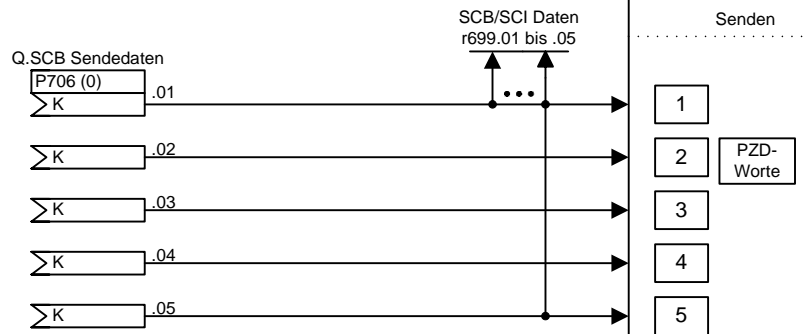 SCB/SCI Daten
r699.01 bis .05
Senden
Q.SCB Sendedaten
P706 (0)
K
.01
1
K
.02
2
PZD-
Worte
K
.03
3
K
.04
4
K
.05
5